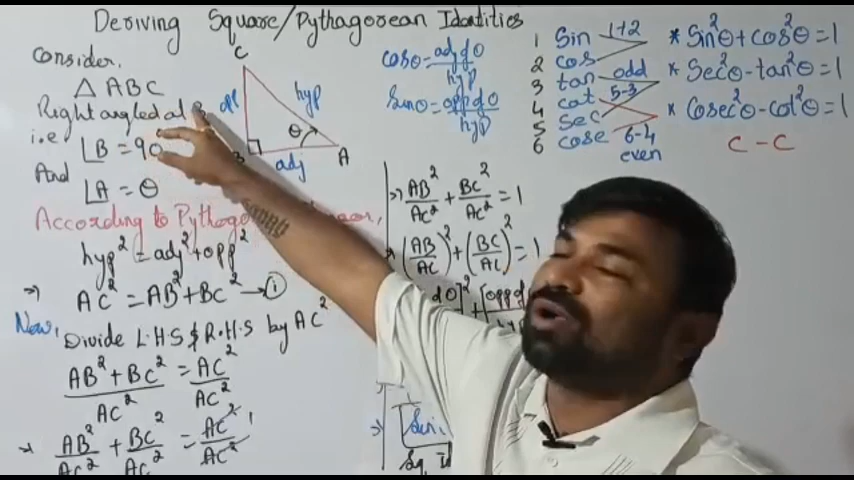 Deriving Square/Pythagorean Identities
Consider,
△ ABC
Right angled at B
i.e
∠B = 90
And
∠A = θ
According to
hyp² = adj² + opp²
⇒ AC² = AB² + BC² → (i)
Now, Divide L.H.S & R.H.S by AC²
AB² + BC² / AC² = AC² / AC²
⇒ AB² / AC² + BC² / AC² = AC² / AC² 1
C
opp
hyp
θ
B
adj
A
cosθ = adj of θ / hyp
sinθ = opp of θ / hyp
⇒ AB² / AC² + BC² / AC² = 1
⇒ (AB / AC)² + (BC / AC)² = 1
1 Sin
2 cos
3 tan
4 cat
5 sec
6 cose
1+2
odd
5-3
6-4
even
* Sin²θ + cos²θ = 1
* Sec²θ - tan²θ = 1
* Cosec²θ - cot²θ = 1
C - C